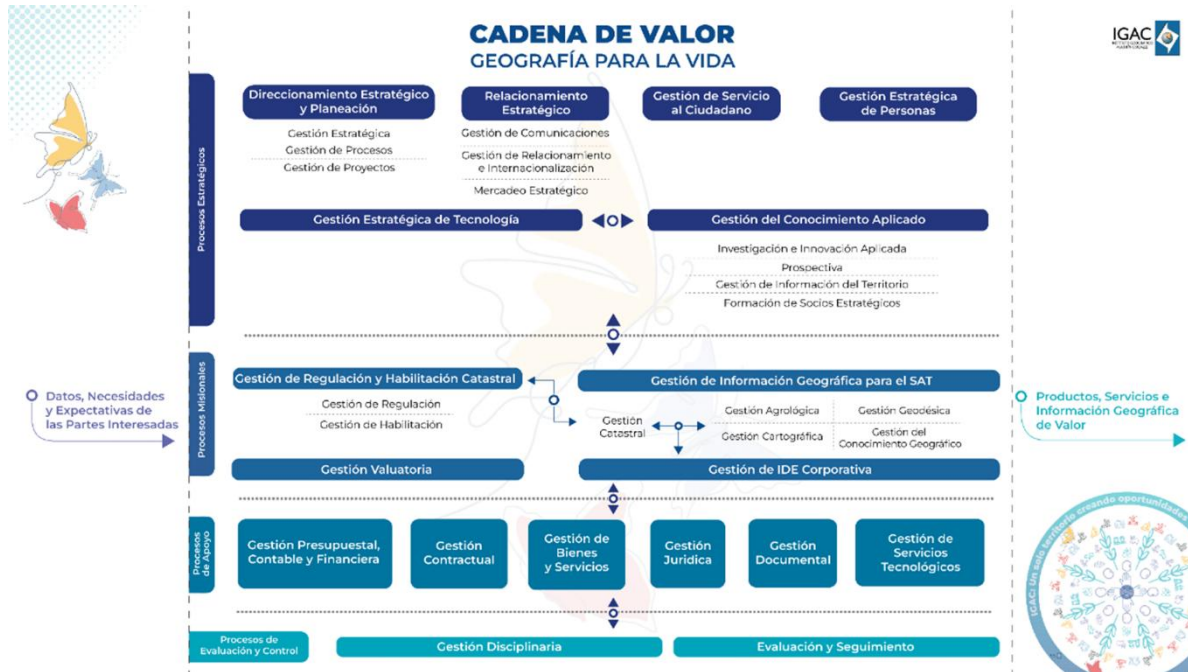 CADENA DE VALOR
GEOGRAFÍA PARA LA VIDA
IGAC
Procesos Estratégicos
Direccionamiento Estratégico
y Planeación
Gestión Estratégica
Gestión de Procesos
Gestión de Proyectos
Relacionamiento
Estratégico
Gestión de Comunicaciones
Gestión de Relacionamiento
e Internacionalización
Mercadeo Estratégico
Gestión de Servicio
al Ciudadano
Gestión Estratégica
de Personas
Gestión Estratégica de Tecnología
Gestión del Conocimiento Aplicado
Investigación e Innovación Aplicada
Prospectiva
Gestión de Información del Territorio
Formación de Socios Estratégicos
Datos, Necesidades
y Expectativas de
las Partes Interesadas
Procesos Misionales
Gestión de Regulación y Habilitación Catastral
Gestión de Regulación
Gestión de Habilitación
Gestión de Información Geográfica para el SAT
Gestión
Catastral
Gestión Agrológica
Gestión Geodésica
Gestión Cartográfica
Gestión del
Conocimiento Geográfico
Gestión Valuatoria
Gestión de IDE Corporativa
Productos, Servicios e
Información Geográfica
de Valor
Procesos
de Apoyo
Gestión Presupuestal,
Contable y Financiera
Gestión
Contractual
Gestión de
Bienes
y Servicios
Gestión
Juridica
Gestión
Documental
Gestión de
Servicios
Tecnológicos
Procesos de
Evaluación y Control
Gestión Disciplinaria
Evaluación y Seguimiento
IGAC: Un solo territorio creando oportunidades